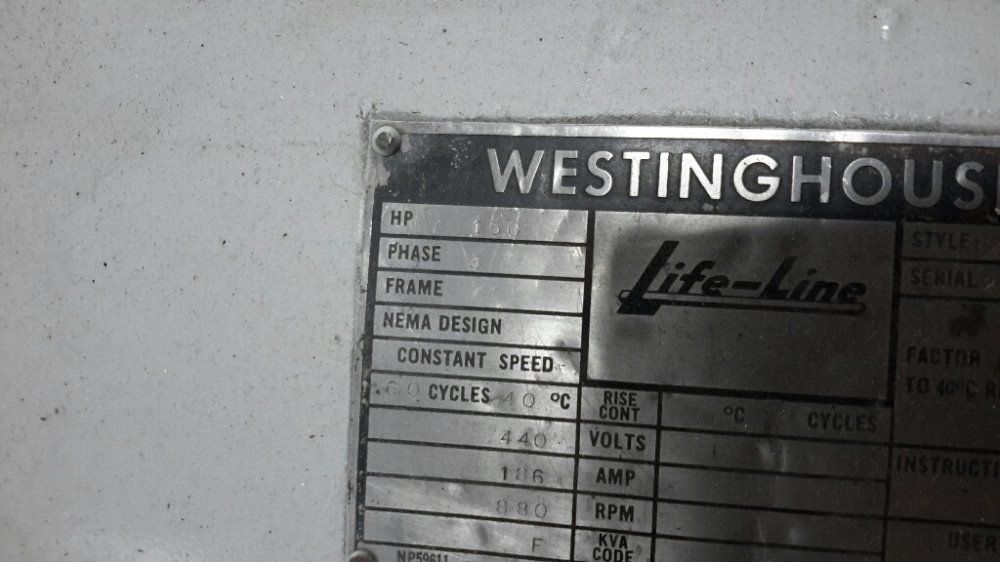 WESTINGHOUS
HP 150
PHASE 3
FRAME
NEMA DESIGN
CONSTANT SPEED
60 CYCLES 40 °C RISE CONT °C CYCLES
440 VOLTS
186 AMP
880 RPM
F KVA CODE
NP59611
Life-Line
STYLE:
SERIAL
FACTOR
TO 40°C R
INSTRUCTI
USER